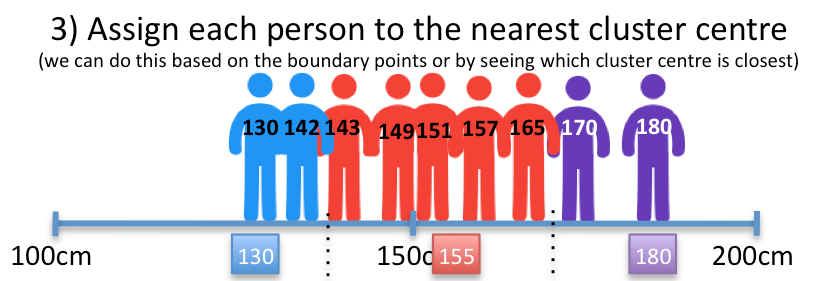 3) Assign each person to the nearest cluster centre
(we can do this based on the boundary points or by seeing which cluster centre is closest)
130 142 143 149 151 157 165 170 180
100cm 130 150c 155 180 200cm